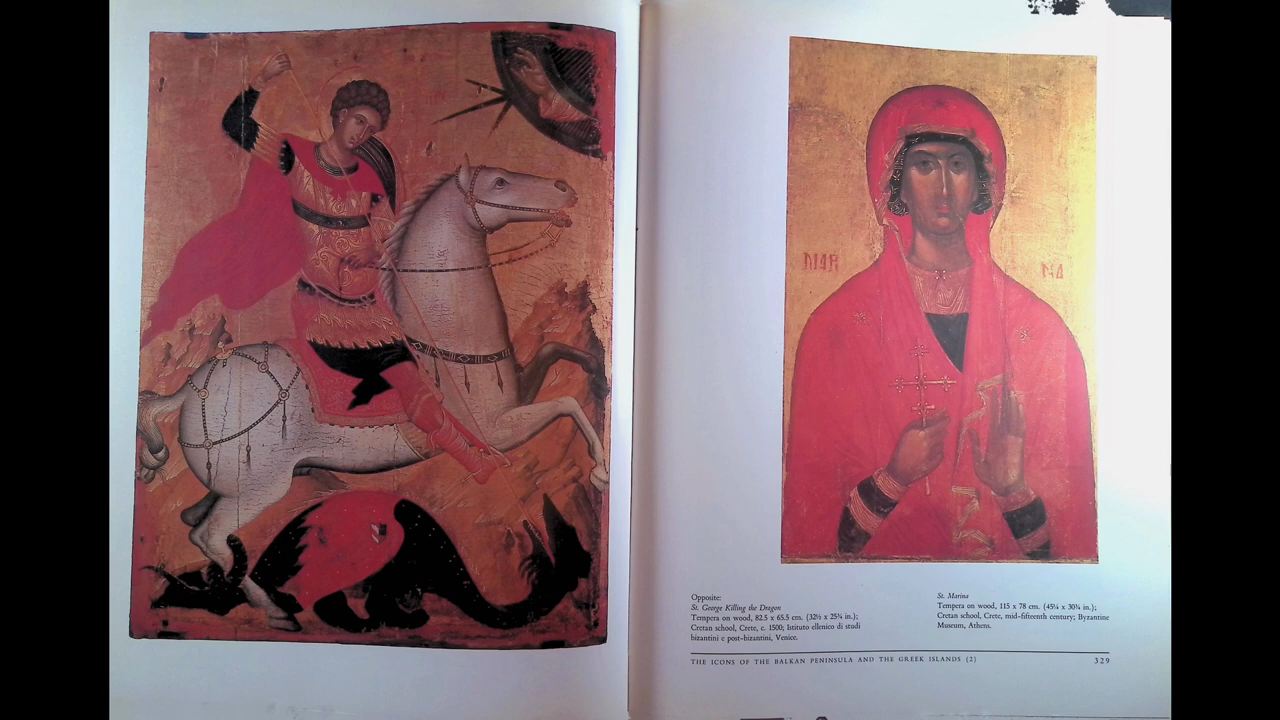 ΜΑΡΙ
ΝΑ
Opposite:
St. George Killing the Dragon
Tempera on wood, 82.5 x 65.5 cm. (32½ x 25¾ in.);
Cretan school, Crete, c. 1500; Istituto ellenico di studi
bizantini e post-bizantini, Venice.
St. Marina
Tempera on wood, 115 x 78 cm. (45¼ x 30¾ in.);
Cretan school, Crete, mid-fifteenth century; Byzantine
Museum, Athens.
THE ICONS OF THE BALKAN PENINSULA AND THE GREEK ISLANDS (2)
329